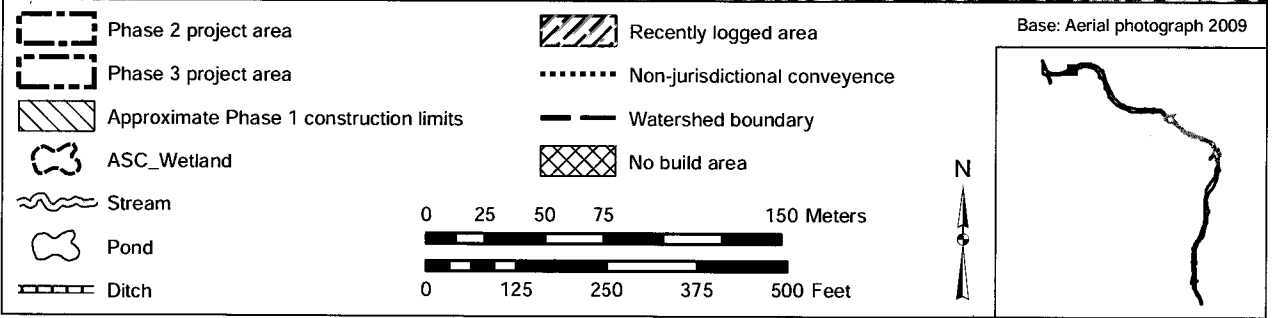 Phase 2 project area
Phase 3 project area
Approximate Phase 1 construction limits
ASC_Wetland
Stream
Pond
Ditch
Recently logged area
Non-jurisdictional conveyence
Watershed boundary
No build area
0 25 50 75 150 Meters
0 125 250 375 500 Feet
N
Base: Aerial photograph 2009